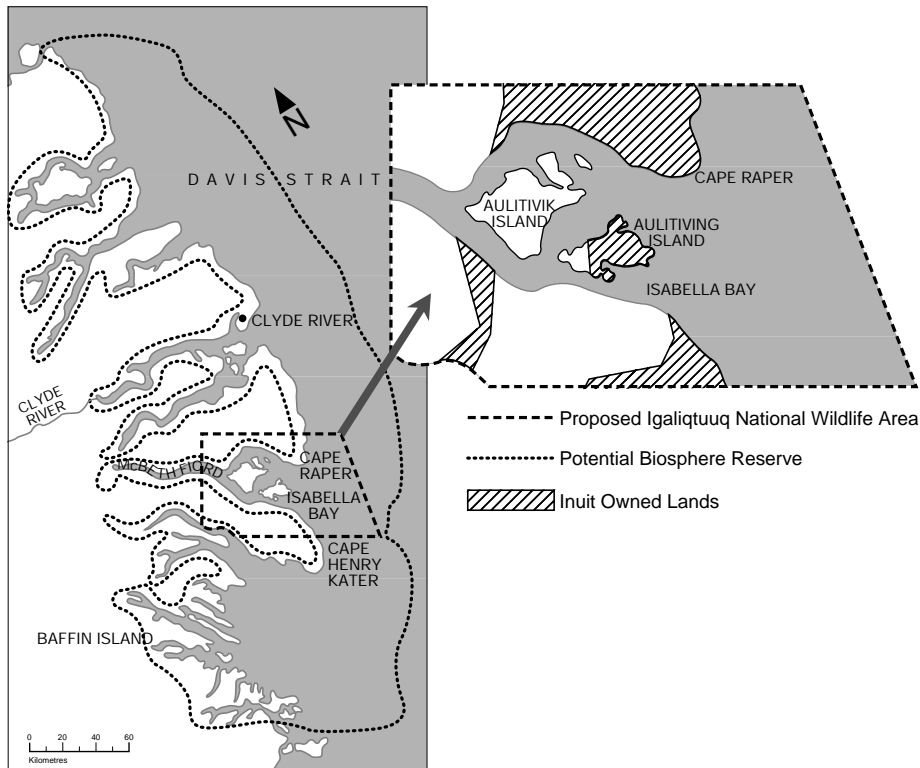 N
DAVIS STRAIT
CAPE RAPER
AULITIVIK
ISLAND
AULITIVING
ISLAND
ISABELLA BAY
CLYDE RIVER
CLYDE
RIVER
Proposed Igaliqtuuq National Wildlife Area
Potential Biosphere Reserve
Inuit Owned Lands
McBETH FIORD
CAPE
RAPER
ISABELLA
BAY
CAPE
HENRY
KATER
BAFFIN ISLAND
0 20 40 60
Kilometres